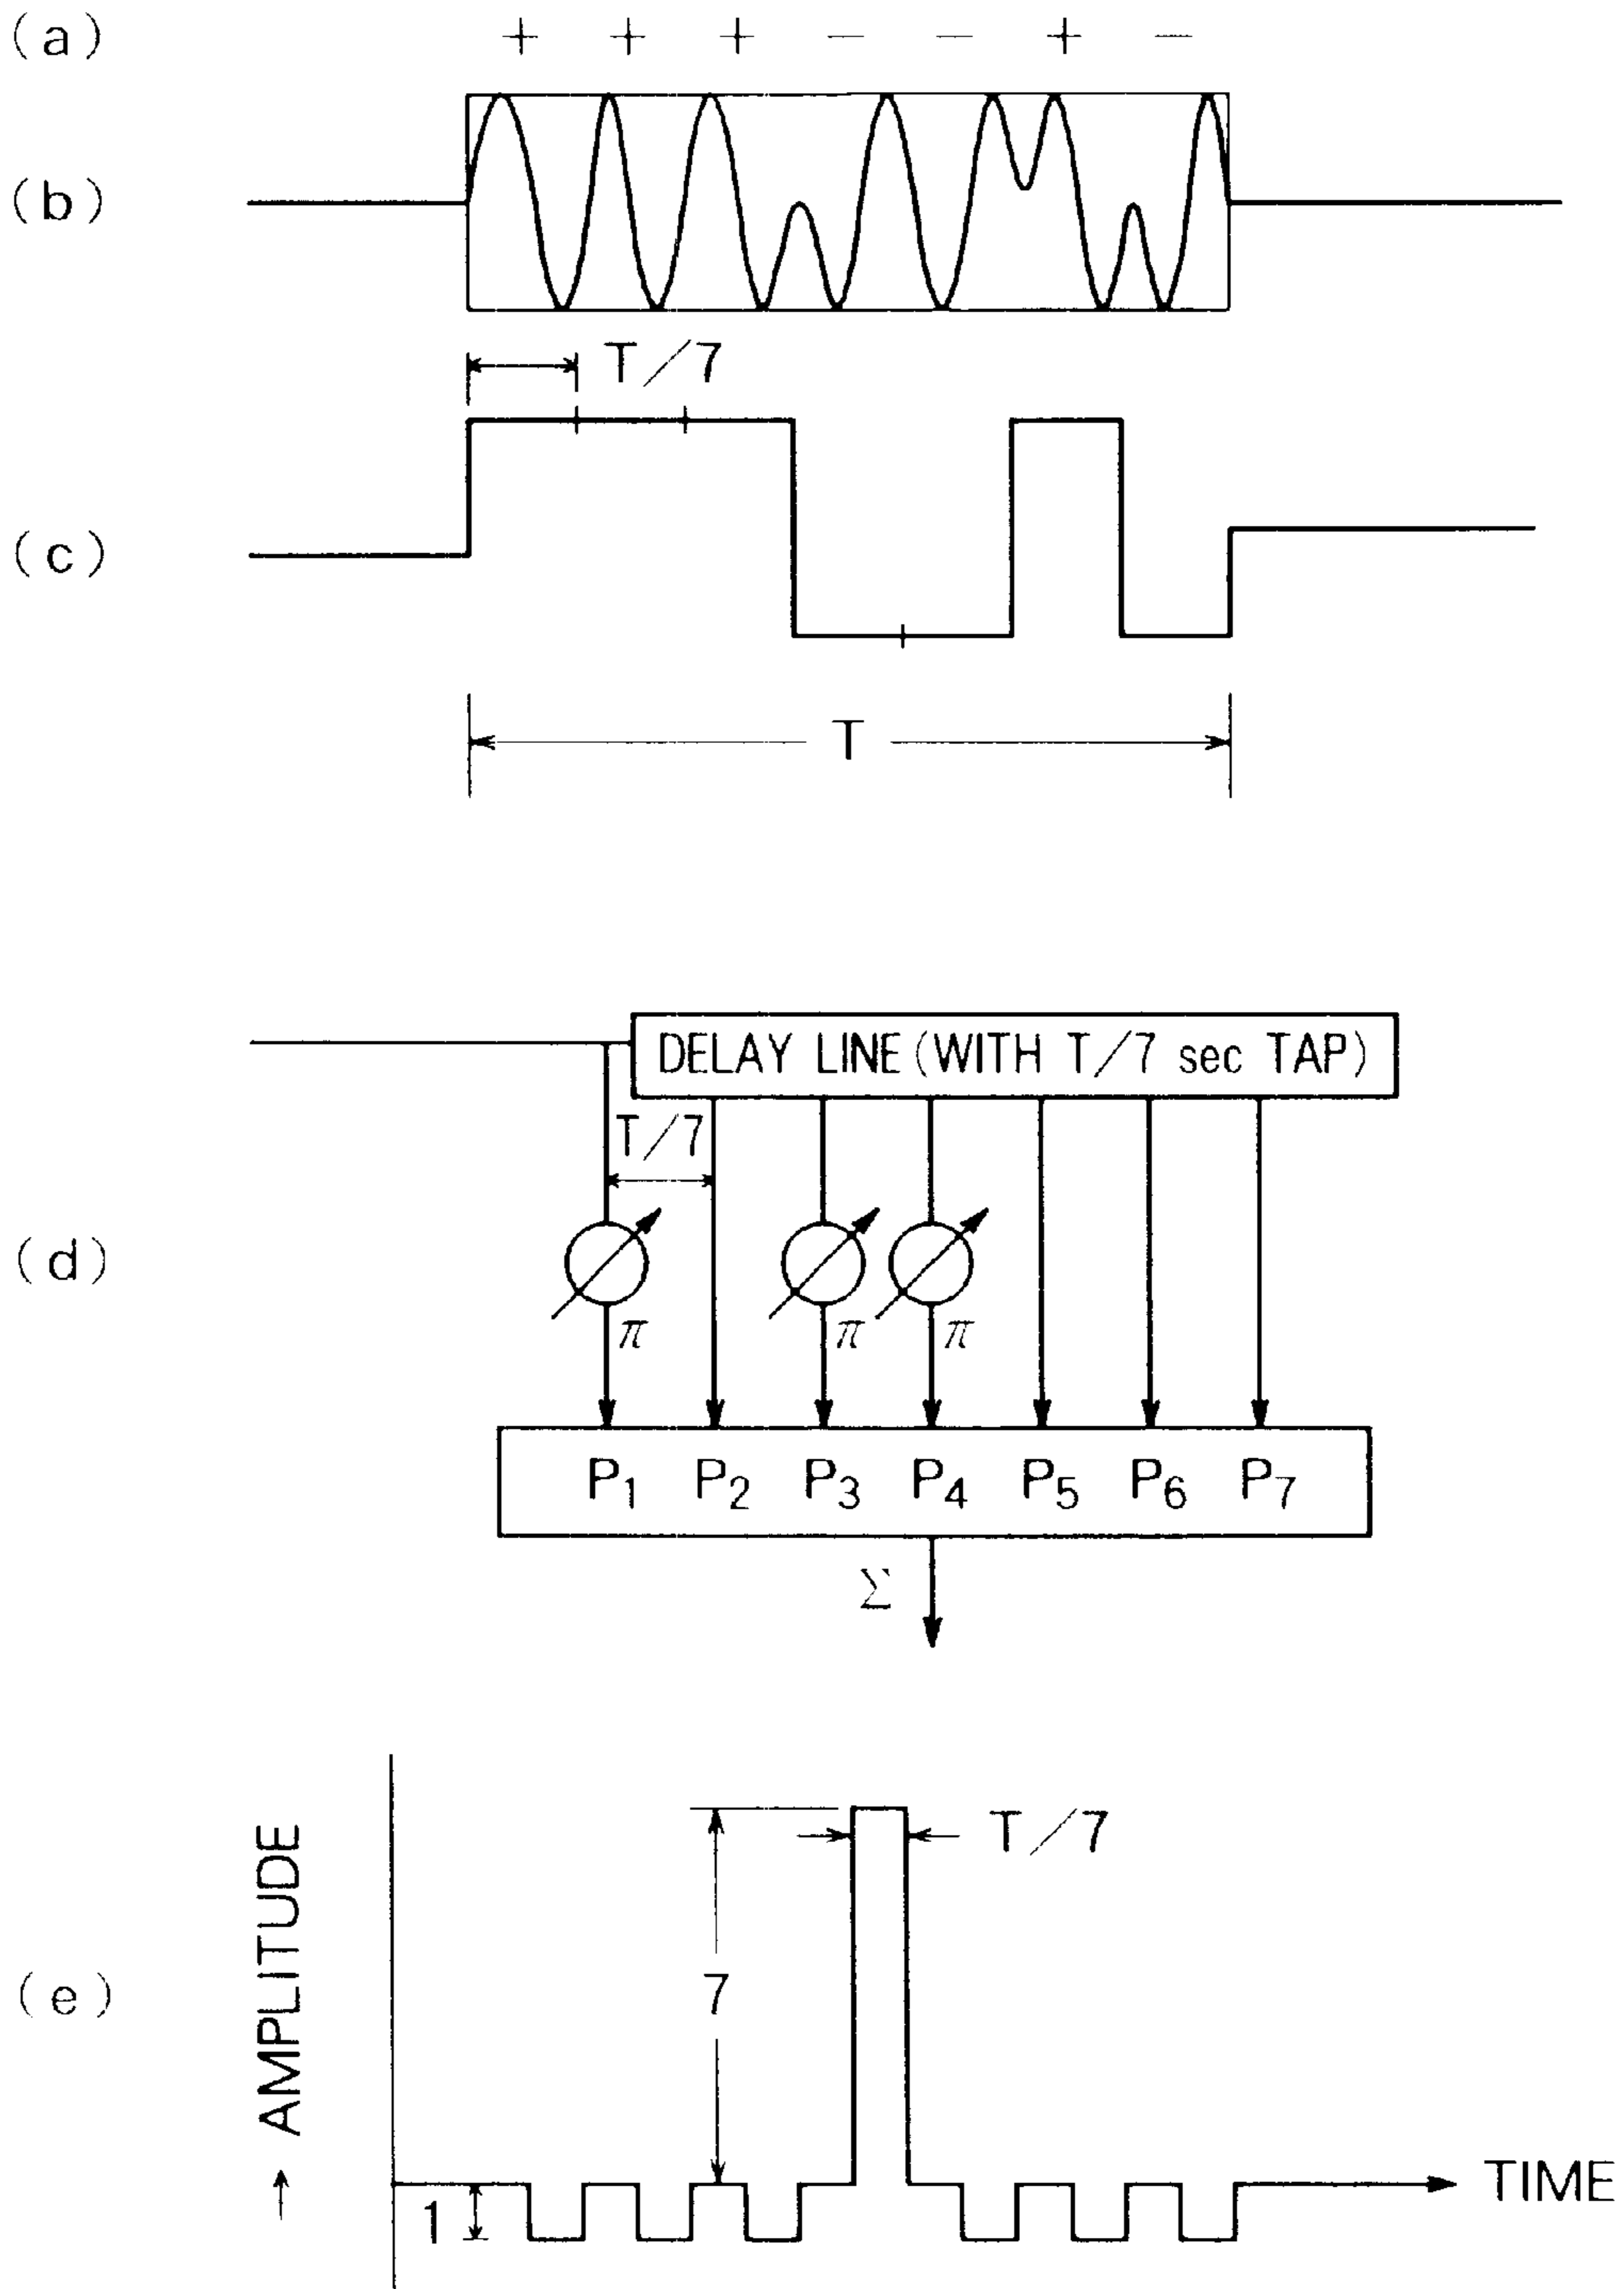 (a) + + + − − + −
(b)
T/7
(c)
T
DELAY LINE (WITH T/7 sec TAP)
T/7
(d)
π π π
P₁ P₂ P₃ P₄ P₅ P₆ P₇
Σ
T/7
7
(e)
→ AMPLITUDE
1
TIME